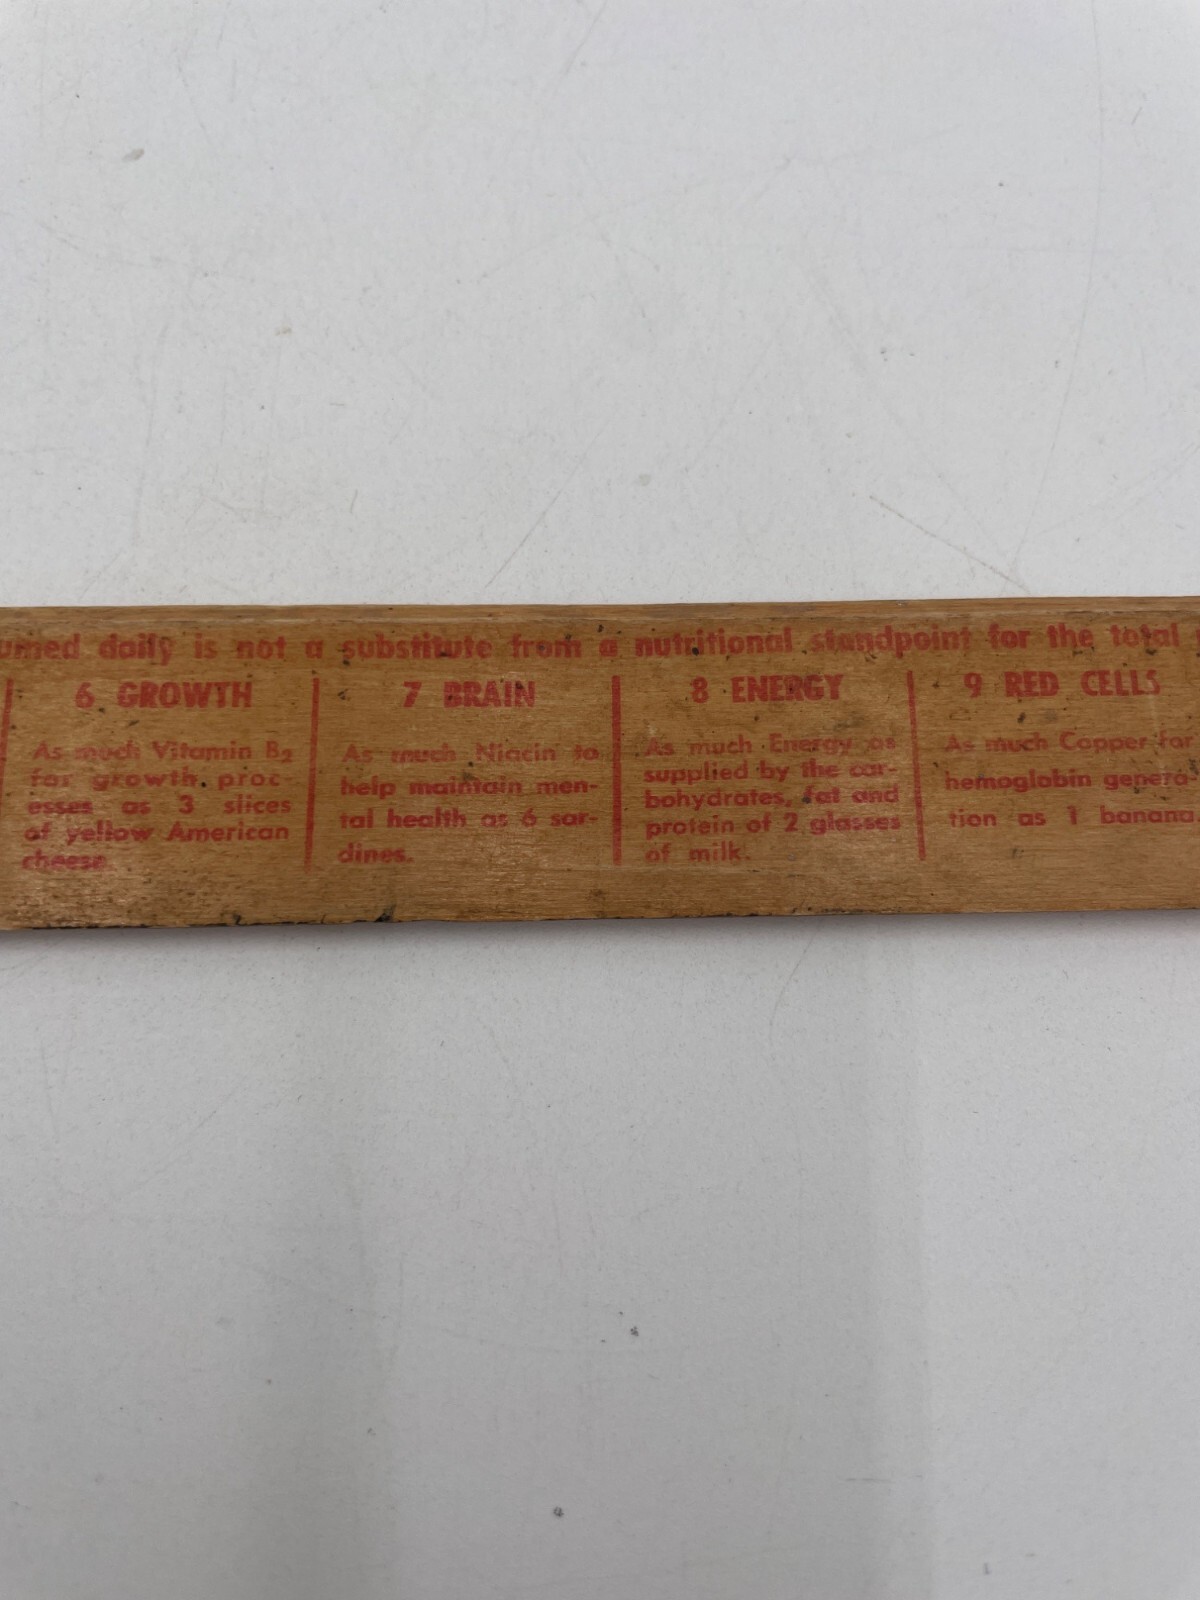 umed daily is not a substitute from a nutritional standpoint for the total
6 GROWTH
As much Vitamin B₂
for growth proc-
esses as 3 slices
of yellow American
cheese.
7 BRAIN
As much Niacin to
help maintain men-
tal health as 6 sar-
dines.
8 ENERGY
As much Energy as
supplied by the car-
bohydrates, fat and
protein of 2 glasses
of milk.
9 RED CELLS
As much Copper for
hemoglobin genera-
tion as 1 banana.